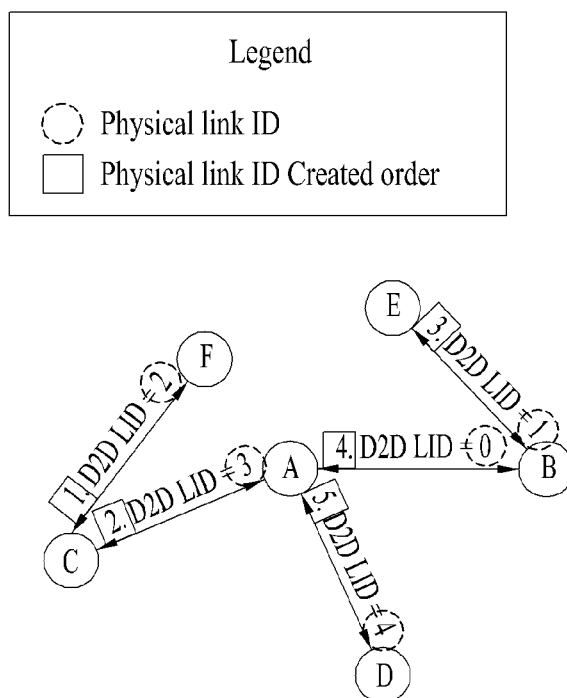 Legend
Physical link ID
Physical link ID Created order
E
3. D2D LID = 1
F
1. D2D LID = 2
4. D2D LID = 0
A
B
2. D2D LID = 3
5. D2D LID = 4
C
D